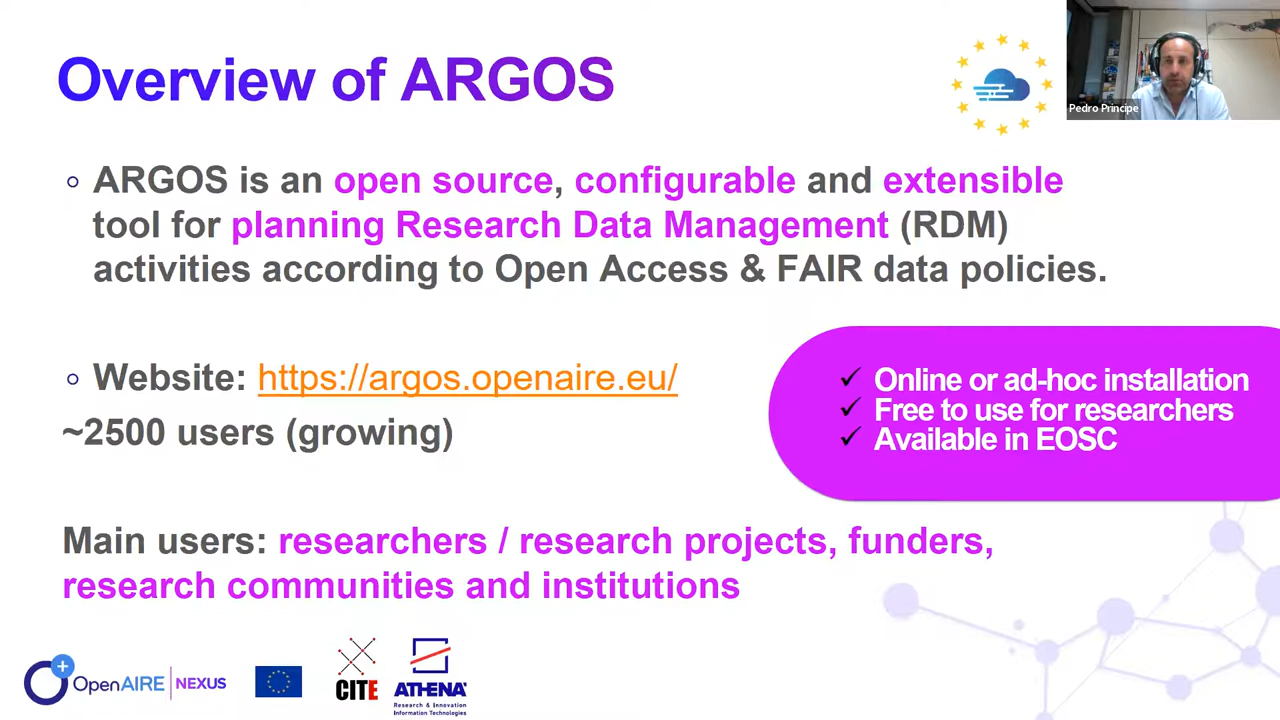 Overview of ARGOS
Pedro Principe
ARGOS is an open source, configurable and extensible
tool for planning Research Data Management (RDM)
activities according to Open Access & FAIR data policies.
Website: https://argos.openaire.eu/
~2500 users (growing)
Online or ad-hoc installation
Free to use for researchers
Available in EOSC
Main users: researchers / research projects, funders,
research communities and institutions
OpenAIRE NEXUS
CITE
ATHENA
Research & Innovation
Information Technologies